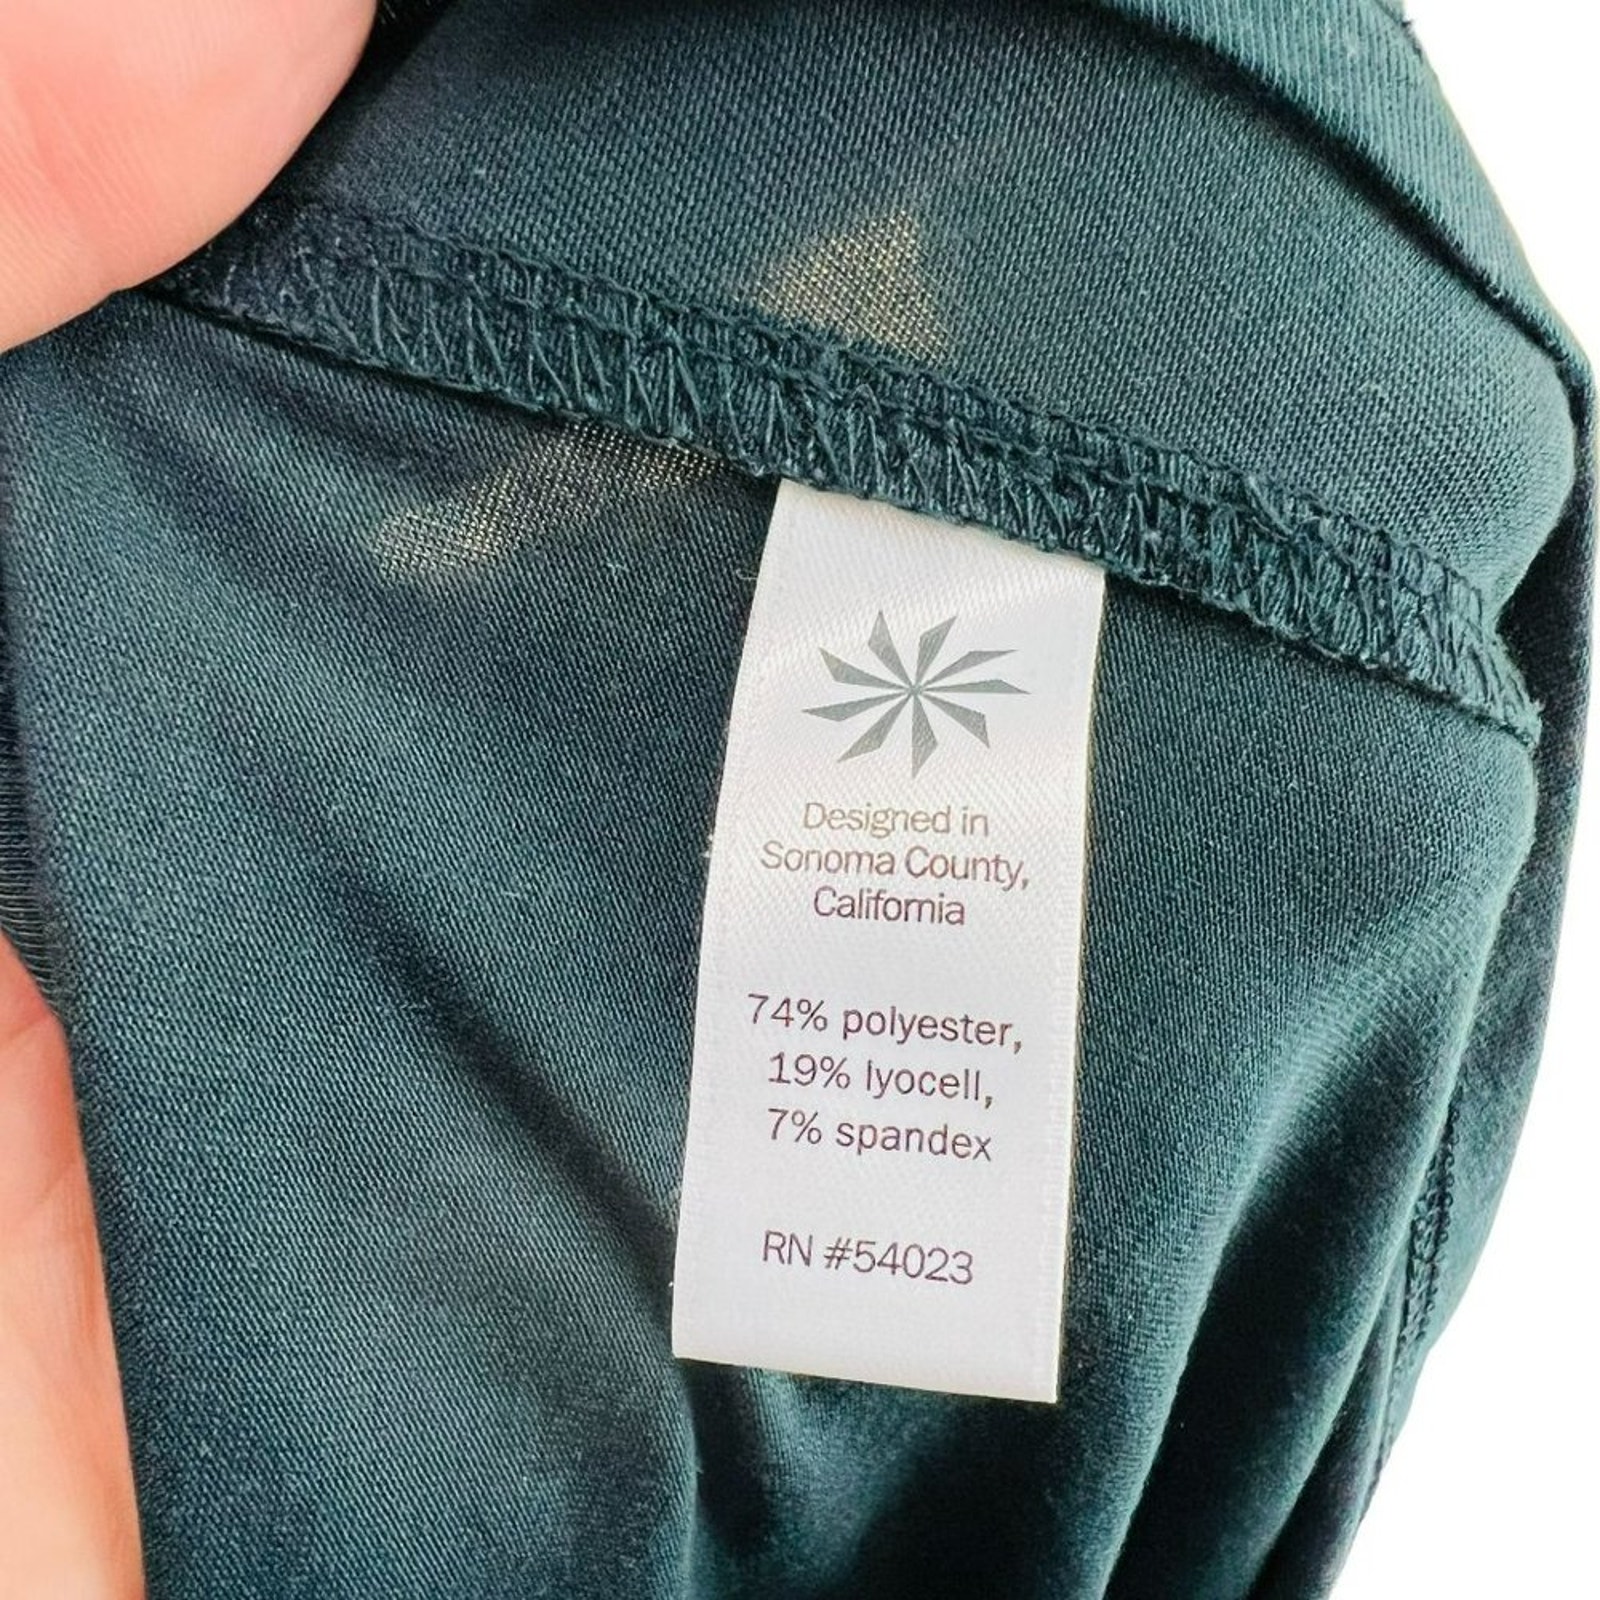 Designed in
Sonoma County,
California
74% polyester,
19% lyocell,
7% spandex
RN #54023